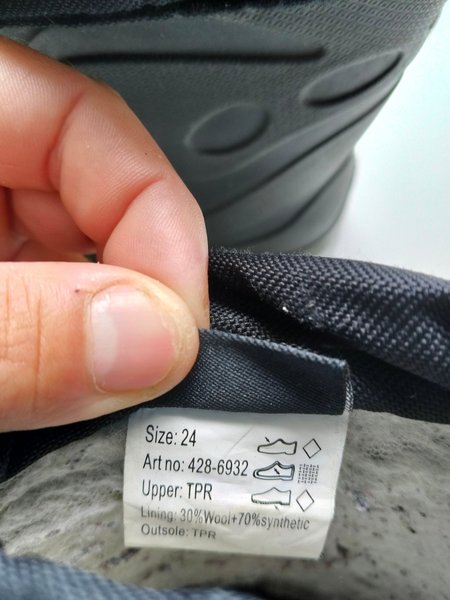 Size: 24
Art no: 428-6932
Upper: TPR
Lining: 30%Wool+70%synthetic
Outsole: TPR